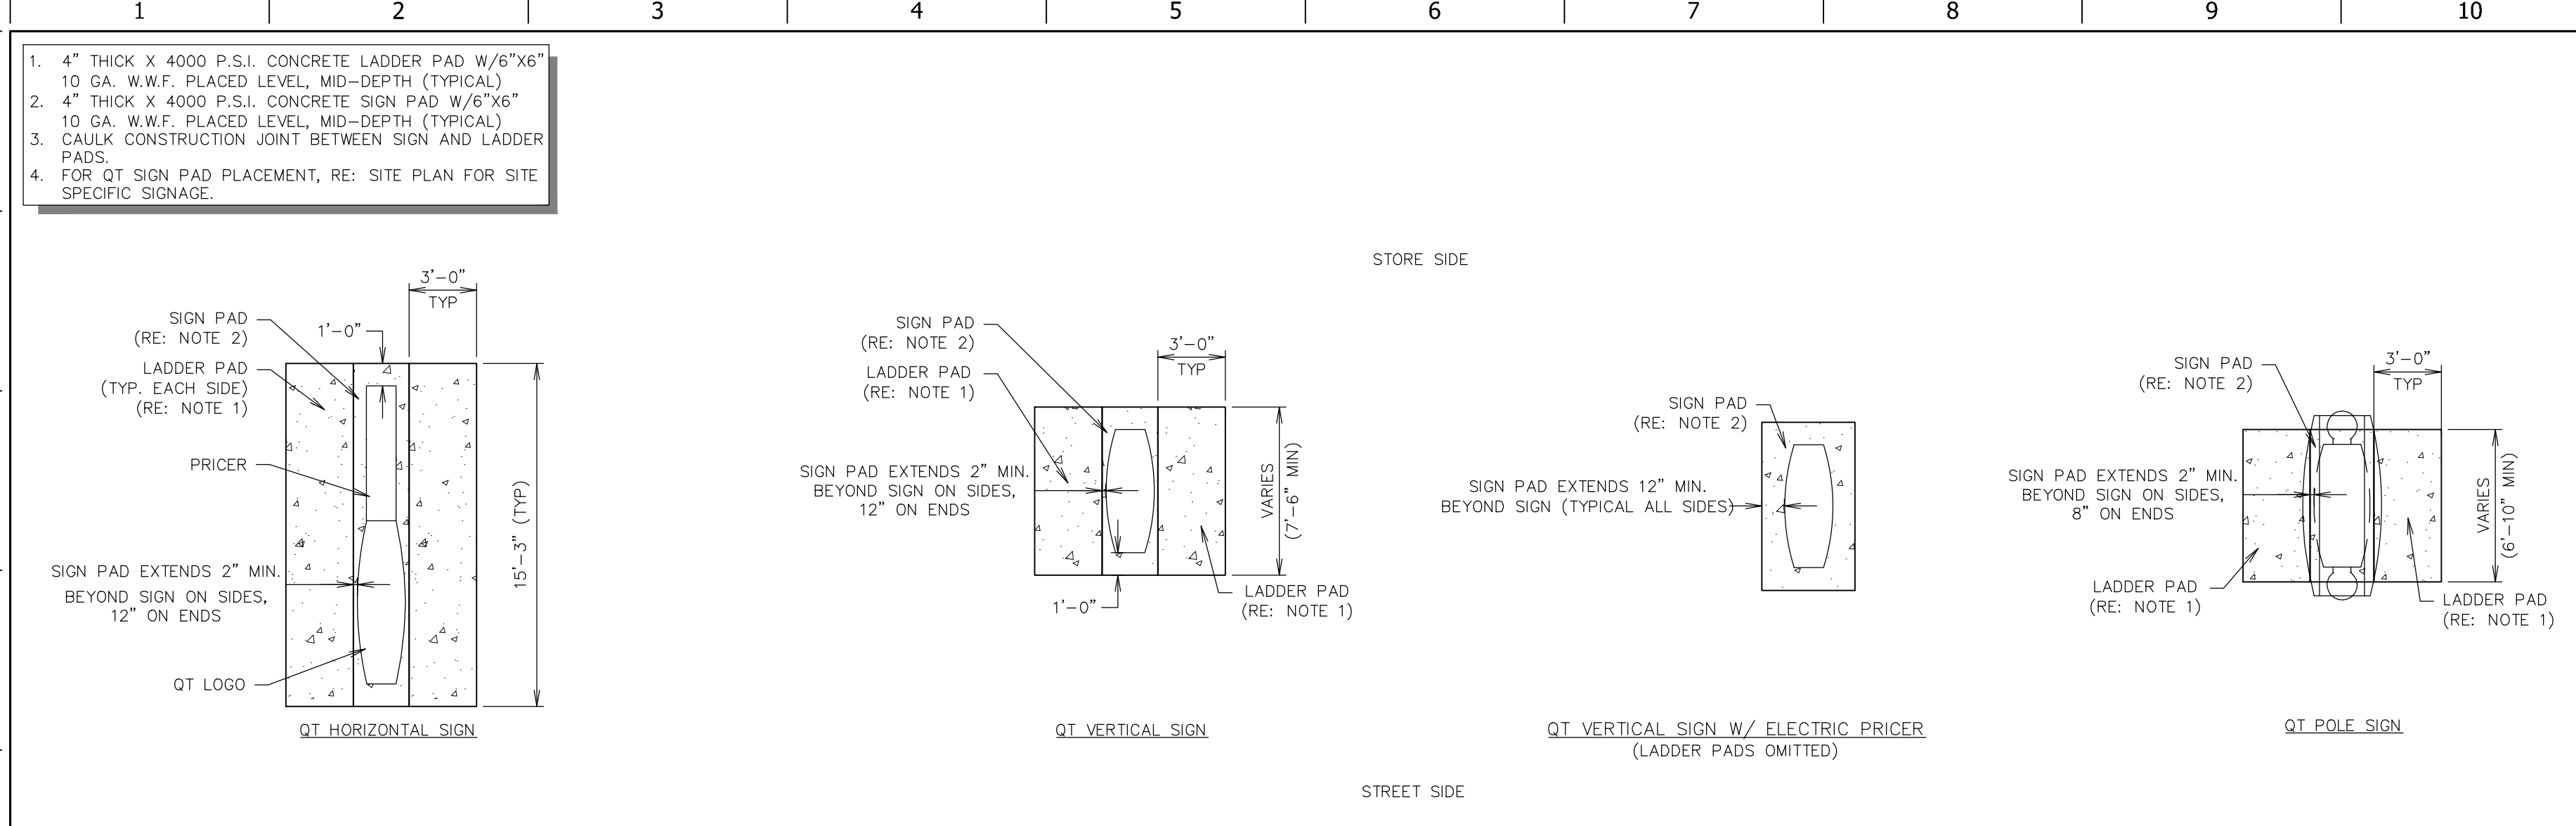 1 2 3 4 5 6 7 8 9 10
1. 4" THICK X 4000 P.S.I. CONCRETE LADDER PAD W/6"X6"
10 GA. W.W.F. PLACED LEVEL, MID-DEPTH (TYPICAL)
2. 4" THICK X 4000 P.S.I. CONCRETE SIGN PAD W/6"X6"
10 GA. W.W.F. PLACED LEVEL, MID-DEPTH (TYPICAL)
3. CAULK CONSTRUCTION JOINT BETWEEN SIGN AND LADDER
PADS.
4. FOR QT SIGN PAD PLACEMENT, RE: SITE PLAN FOR SITE
SPECIFIC SIGNAGE.
STORE SIDE
3'-0"
TYP
SIGN PAD
(RE: NOTE 2)
1'-0"
LADDER PAD
(TYP. EACH SIDE)
(RE: NOTE 1)
PRICER
15'-3" (TYP)
SIGN PAD EXTENDS 2" MIN.
BEYOND SIGN ON SIDES,
12" ON ENDS
QT LOGO
QT HORIZONTAL SIGN
SIGN PAD
(RE: NOTE 2)
3'-0"
TYP
LADDER PAD
(RE: NOTE 1)
SIGN PAD EXTENDS 2" MIN.
BEYOND SIGN ON SIDES,
12" ON ENDS
VARIES
(7'-6" MIN)
1'-0"
LADDER PAD
(RE: NOTE 1)
QT VERTICAL SIGN
SIGN PAD
(RE: NOTE 2)
SIGN PAD EXTENDS 12" MIN.
BEYOND SIGN (TYPICAL ALL SIDES)
QT VERTICAL SIGN W/ ELECTRIC PRICER
(LADDER PADS OMITTED)
SIGN PAD
(RE: NOTE 2)
3'-0"
TYP
SIGN PAD EXTENDS 2" MIN.
BEYOND SIGN ON SIDES,
8" ON ENDS
VARIES
(6'-10" MIN)
LADDER PAD
(RE: NOTE 1)
LADDER PAD
(RE: NOTE 1)
QT POLE SIGN
STREET SIDE